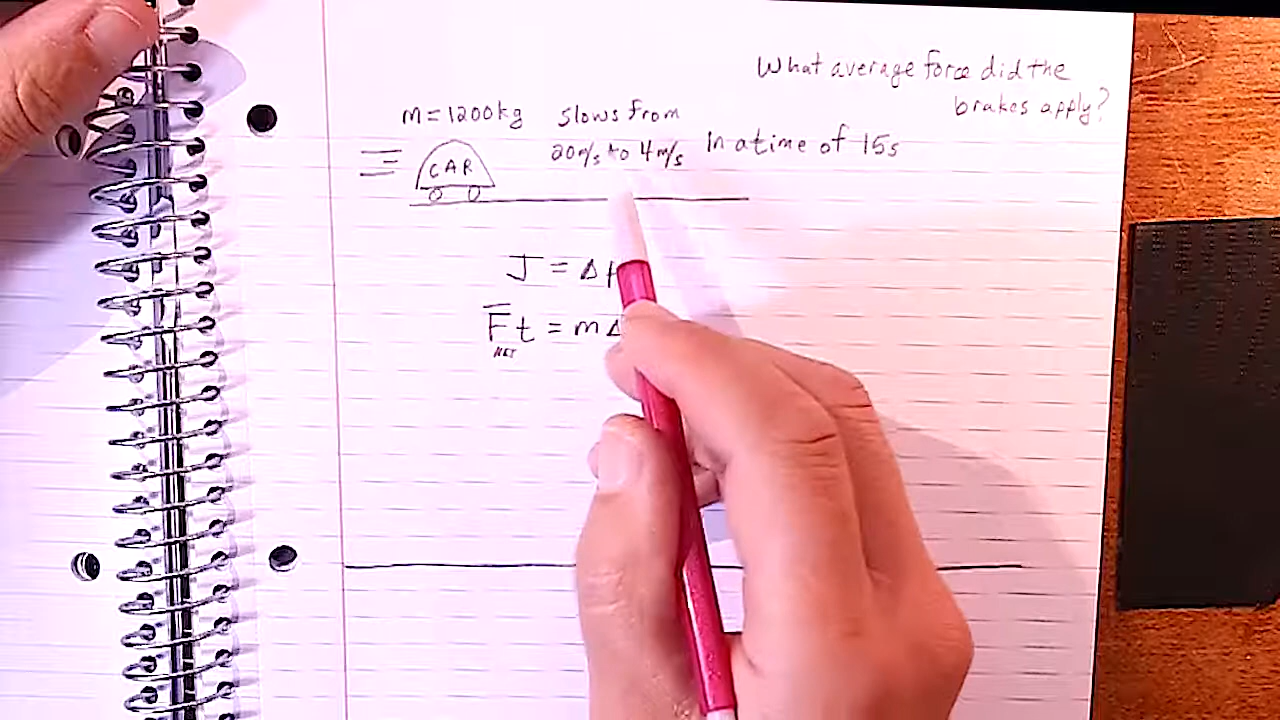 What average force did the
brakes apply?
m = 1200kg slows from
20m/s to 4m/s In a time of 15s
CAR
J = Δ
F̅t = mΔ
NET